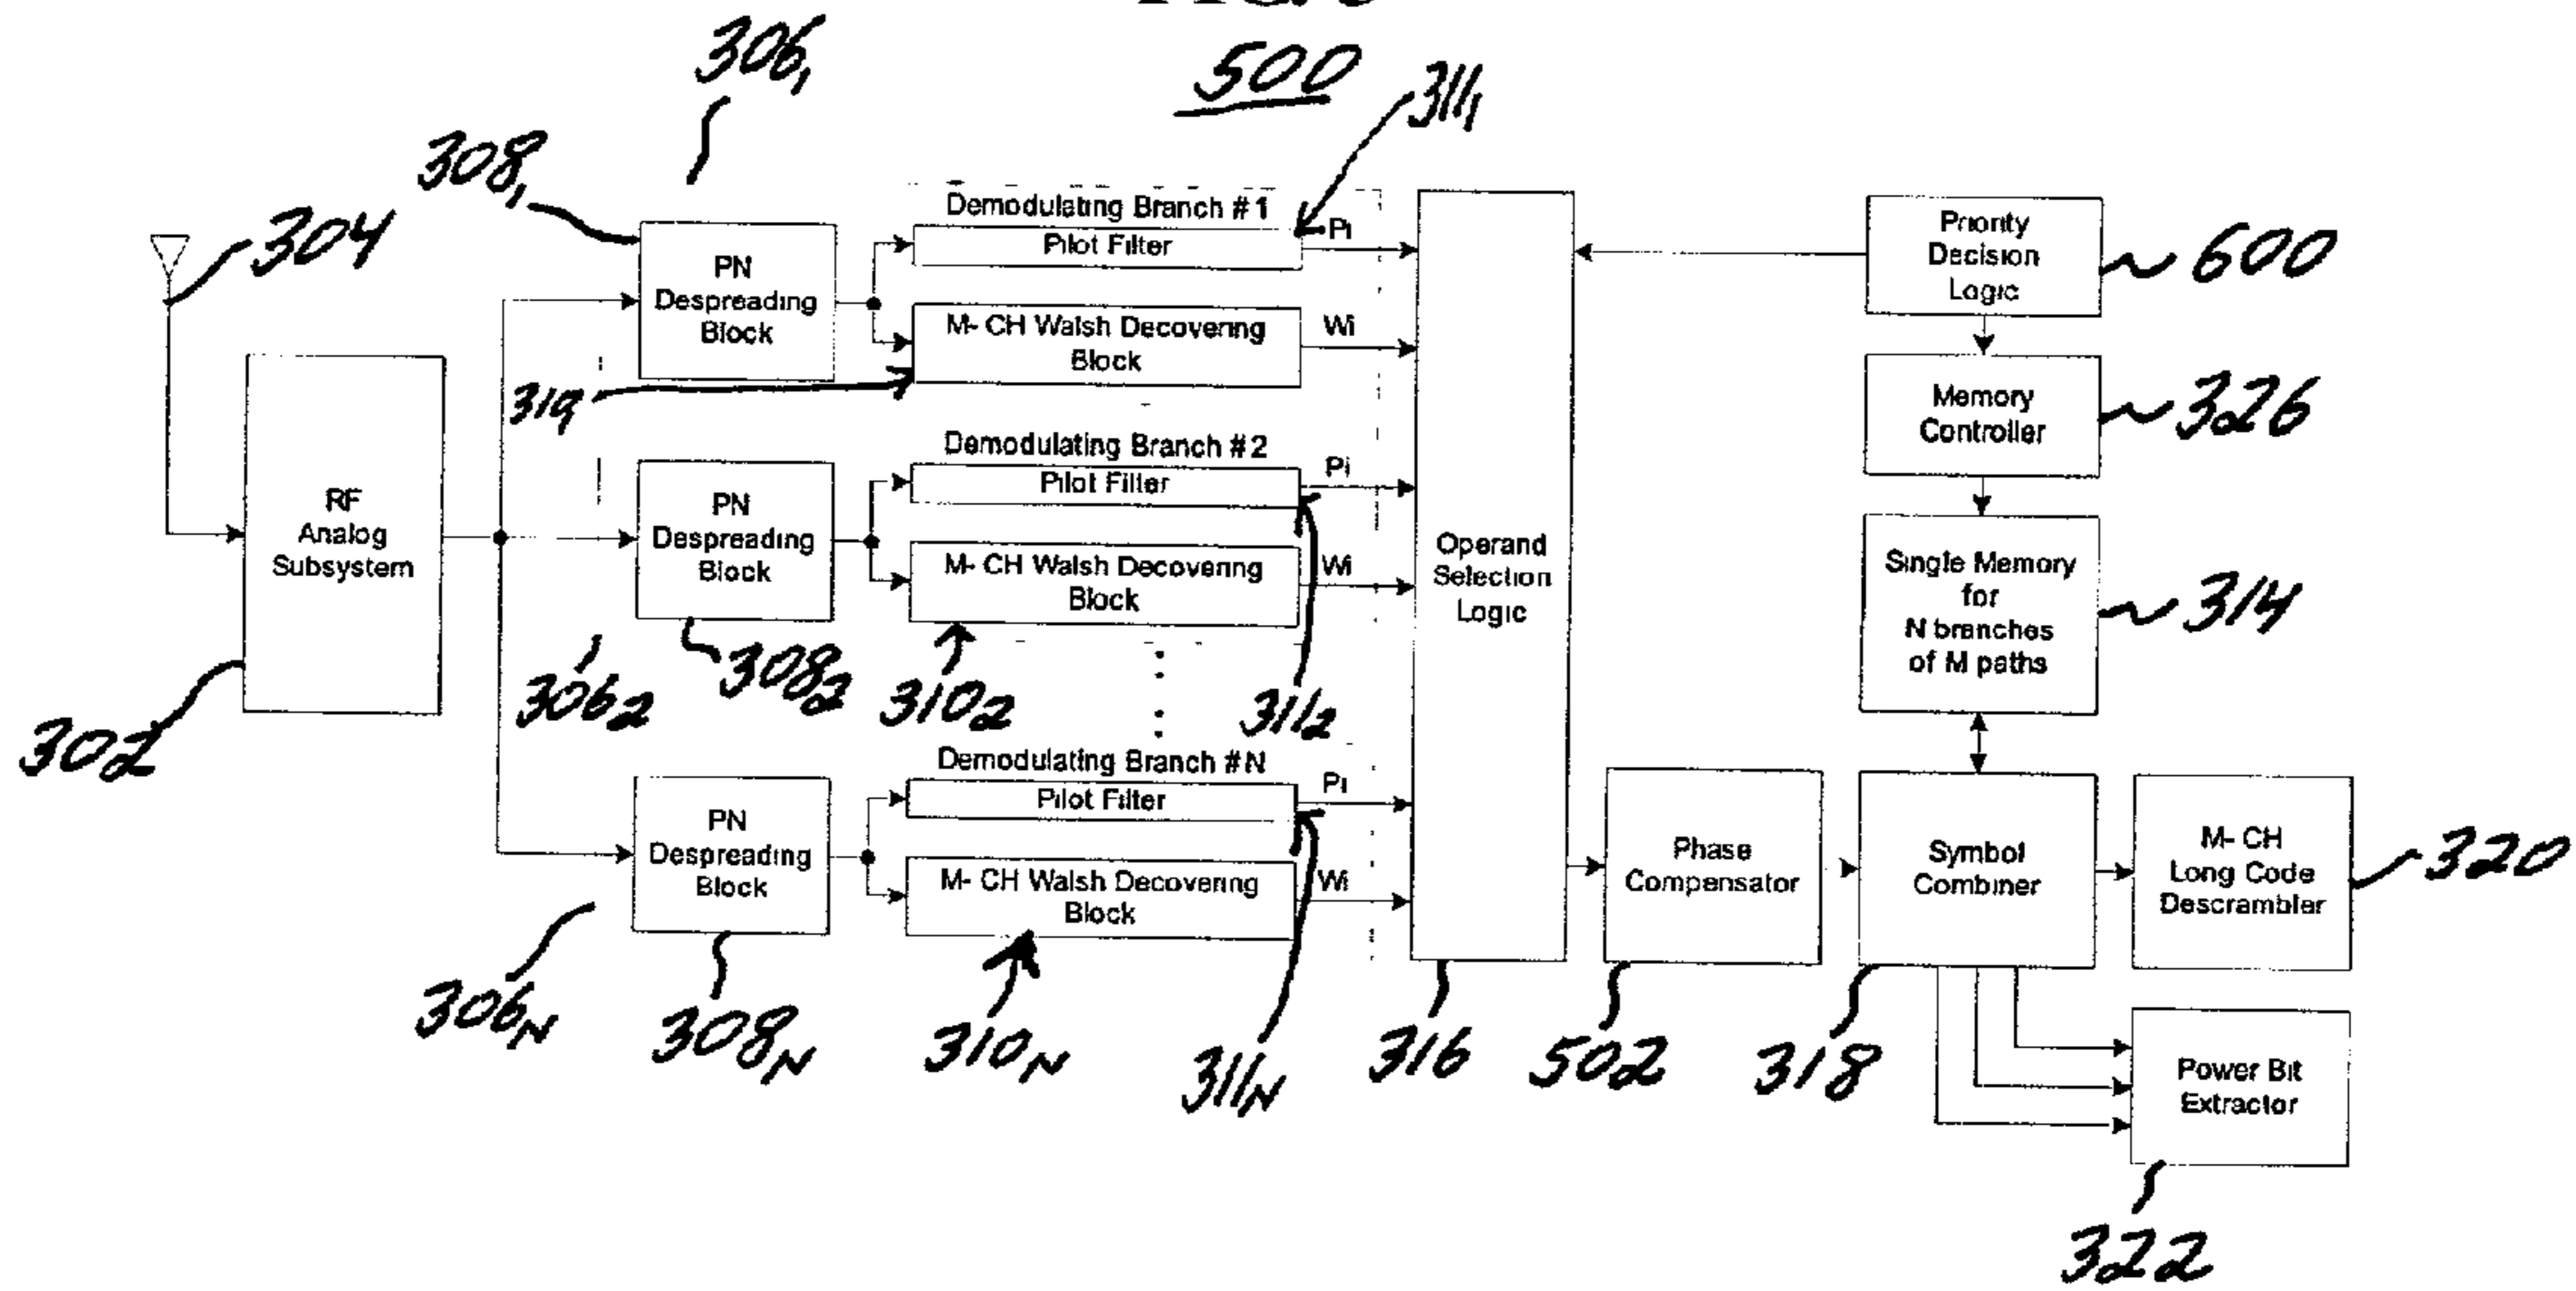 306₁
500
311₁
308₁
304
Demodulating Branch #1
Pilot Filter
Pi
PN
Despreading
Block
M- CH Walsh Decovering
Block
Wi
Priority
Decision
Logic
600
Memory
Controller
326
Demodulating Branch #2
Pilot Filter
Pi
PN
Despreading
Block
M- CH Walsh Decovering
Block
Wi
RF
Analog
Subsystem
Operand
Selection
Logic
Single Memory
for
N branches
of M paths
314
306₂
308₂
310₂
311₂
302
Demodulating Branch #N
Pilot Filter
Pi
PN
Despreading
Block
M- CH Walsh Decovering
Block
Wi
Phase
Compensator
Symbol
Combiner
M- CH
Long Code
Descrambler
320
306N
308N
310N
311N
316
502
318
Power Bit
Extractor
322